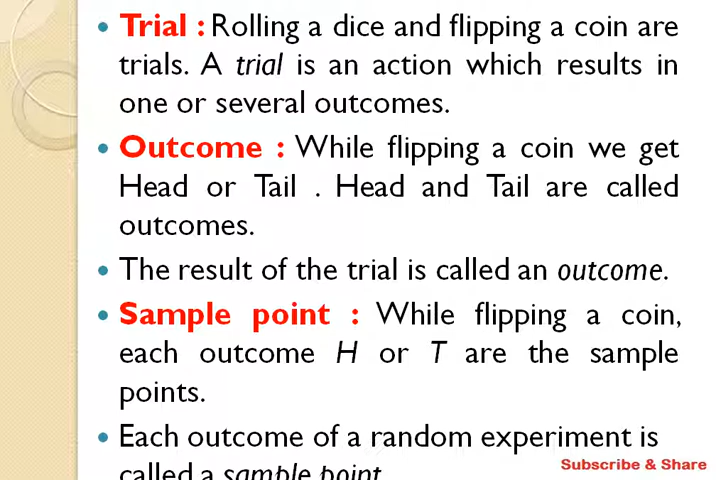 • Trial : Rolling a dice and flipping a coin are
trials. A trial is an action which results in
one or several outcomes.
• Outcome : While flipping a coin we get
Head or Tail . Head and Tail are called
outcomes.
• The result of the trial is called an outcome.
• Sample point : While flipping a coin,
each outcome H or T are the sample
points.
• Each outcome of a random experiment is
called a sample point
Subscribe & Share